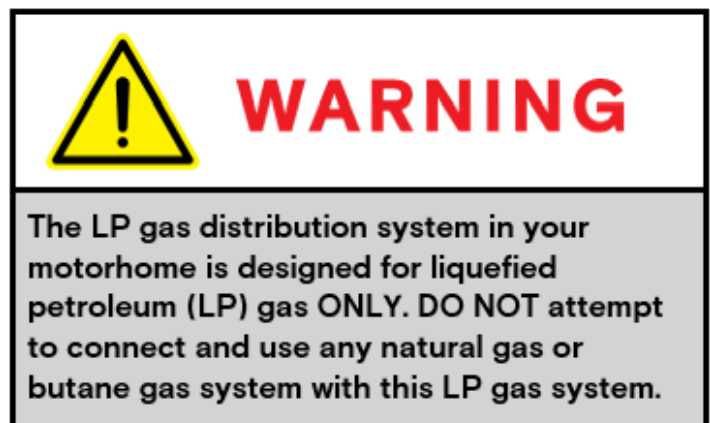 WARNING
The LP gas distribution system in your
motorhome is designed for liquefied
petroleum (LP) gas ONLY. DO NOT attempt
to connect and use any natural gas or
butane gas system with this LP gas system.